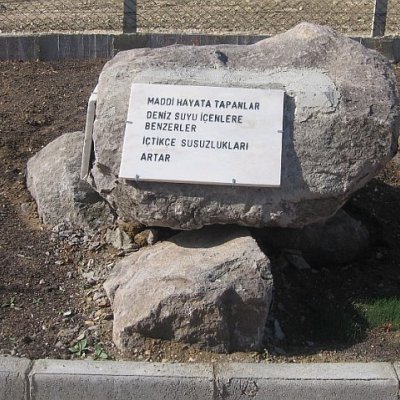 MADDİ HAYATA TAPANLAR
DENİZ SUYU İÇENLERE
BENZERLER
İÇTİKÇE SUSUZLUKLARI
ARTAR